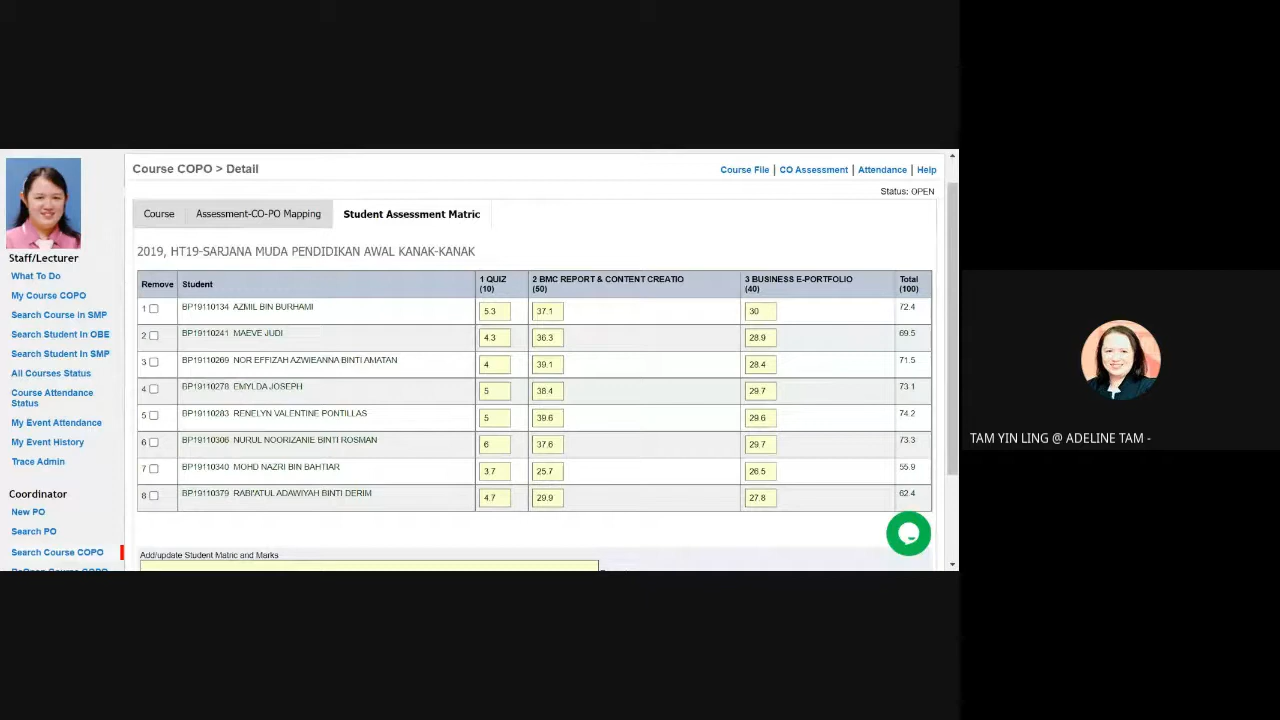 Course COPO > Detail
Course File | CO Assessment | Attendance | Help
Status: OPEN
Course
Assessment-CO-PO Mapping
Student Assessment Matric
2019, HT19-SARJANA MUDA PENDIDIKAN AWAL KANAK-KANAK
Remove Student 1 QUIZ (10) 2 BMC REPORT & CONTENT CREATIO (50) 3 BUSINESS E-PORTFOLIO (40) Total (100)
1 BP19110134 AZMIL BIN BURHAMI 5.3 37.1 30 72.4
2 BP19110241 MAEVE JUDI 4.3 36.3 28.9 69.5
3 BP19110269 NOR EFFIZAH AZWIEANNA BINTI AMATAN 4 39.1 28.4 71.5
4 BP19110278 EMYLDA JOSEPH 5 38.4 29.7 73.1
5 BP19110283 RENELYN VALENTINE PONTILLAS 5 39.6 29.6 74.2
6 BP19110306 NURUL NOORIZANIE BINTI ROSMAN 6 37.6 29.7 73.3
7 BP19110340 MOHD NAZRI BIN BAHTIAR 3.7 25.7 26.5 55.9
8 BP19110379 RABI'ATUL ADAWIYAH BINTI DERIM 4.7 29.9 27.8 62.4
Add/update Student Matric and Marks
Staff/Lecturer
What To Do
My Course COPO
Search Course in SMP
Search Student In OBE
Search Student In SMP
All Courses Status
Course Attendance
Status
My Event Attendance
My Event History
Trace Admin
Coordinator
New PO
Search PO
Search Course COPO
TAM YIN LING @ ADELINE TAM -